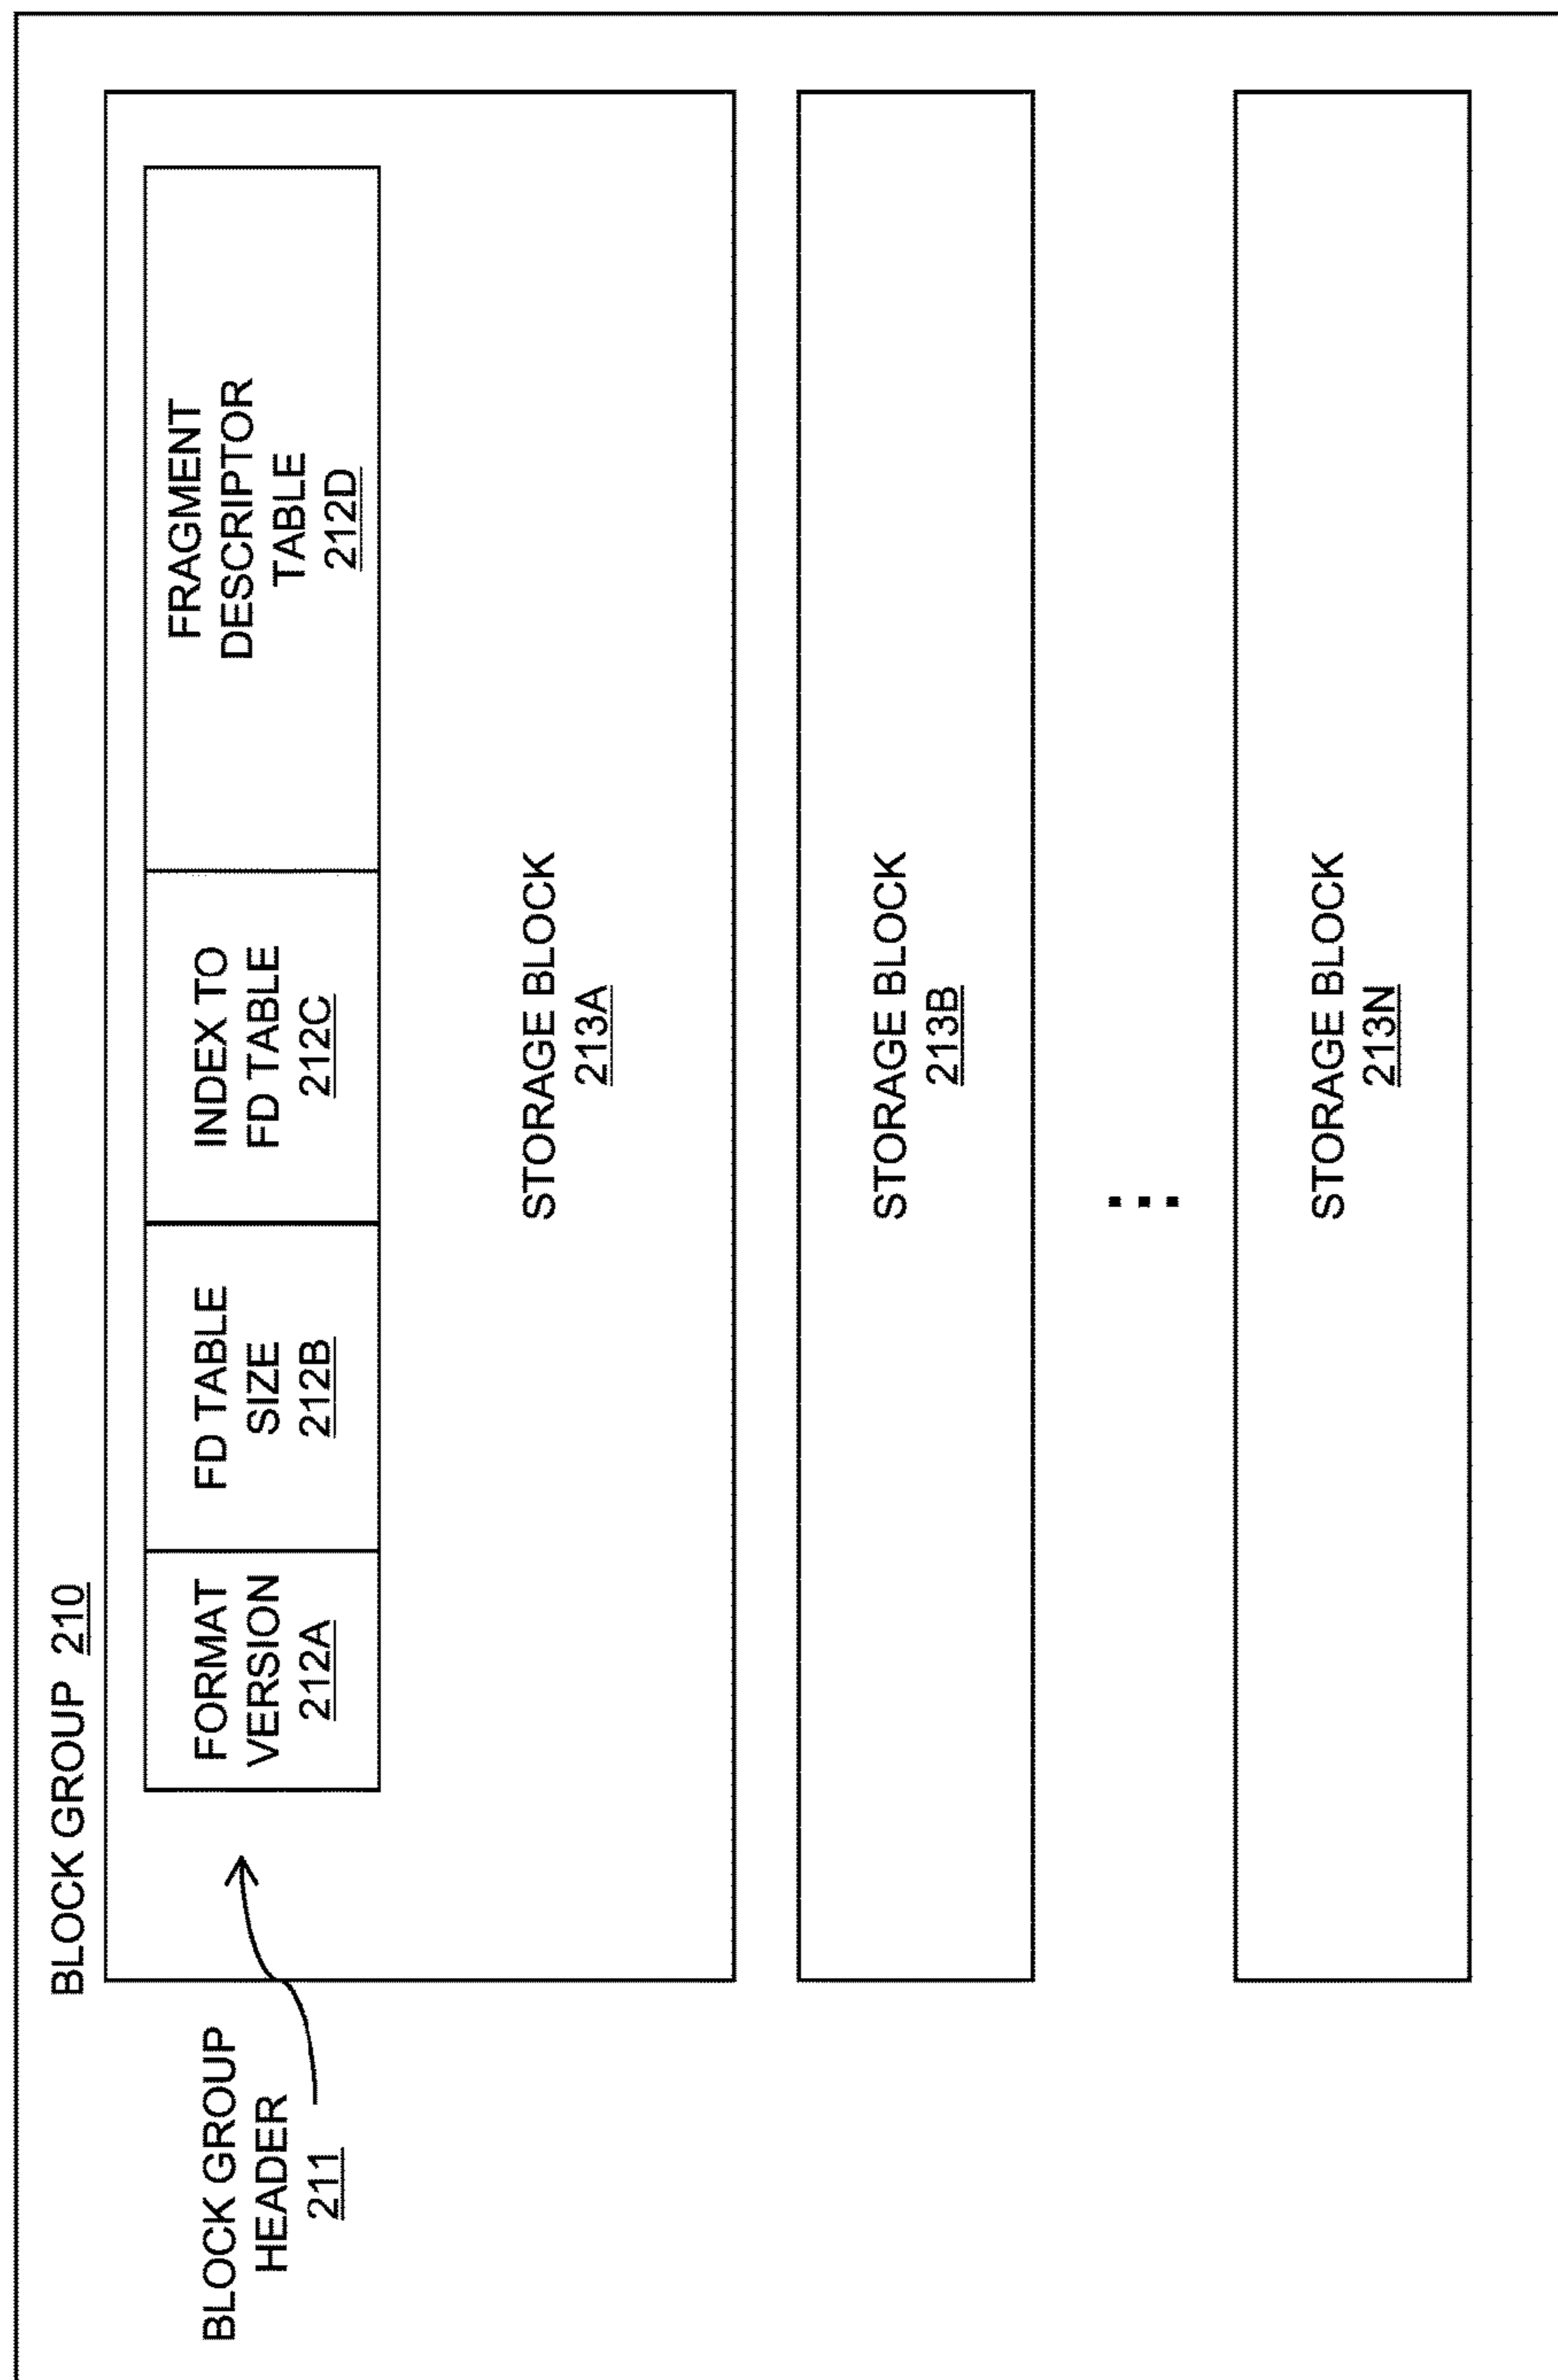 BLOCK GROUP 210
BLOCK GROUP
HEADER
211
FORMAT
VERSION
212A
FD TABLE
SIZE
212B
INDEX TO
FD TABLE
212C
FRAGMENT
DESCRIPTOR
TABLE
212D
STORAGE BLOCK
213A
STORAGE BLOCK
213B
...
STORAGE BLOCK
213N